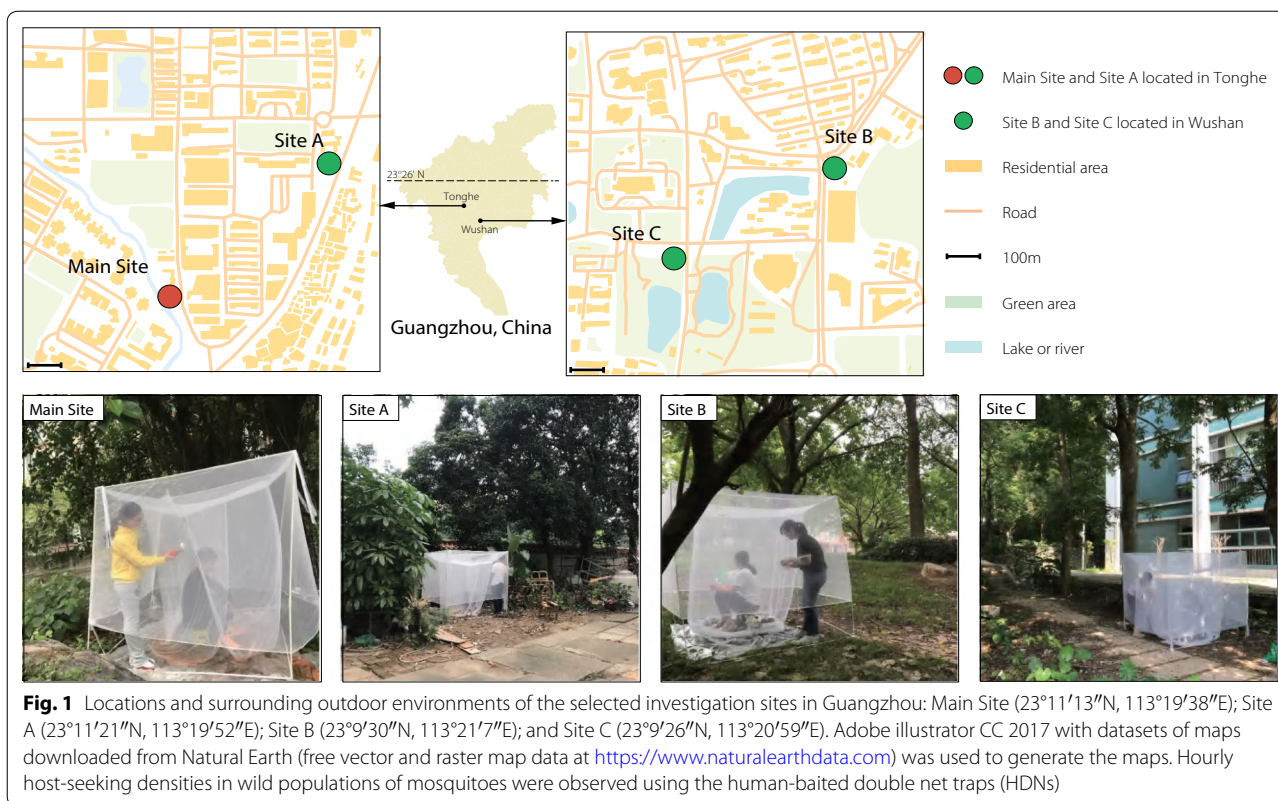 Site A
Main Site
23°26′ N
Tonghe
Wushan
Guangzhou, China
Site B
Site C
Main Site and Site A located in Tonghe
Site B and Site C located in Wushan
Residential area
Road
100m
Green area
Lake or river
Main Site
Site A
Site B
Site C
Fig. 1 Locations and surrounding outdoor environments of the selected investigation sites in Guangzhou: Main Site (23°11′13″N, 113°19′38″E); Site
A (23°11′21″N, 113°19′52″E); Site B (23°9′30″N, 113°21′7″E); and Site C (23°9′26″N, 113°20′59″E). Adobe illustrator CC 2017 with datasets of maps
downloaded from Natural Earth (free vector and raster map data at https://www.naturalearthdata.com) was used to generate the maps. Hourly
host-seeking densities in wild populations of mosquitoes were observed using the human-baited double net traps (HDNs)